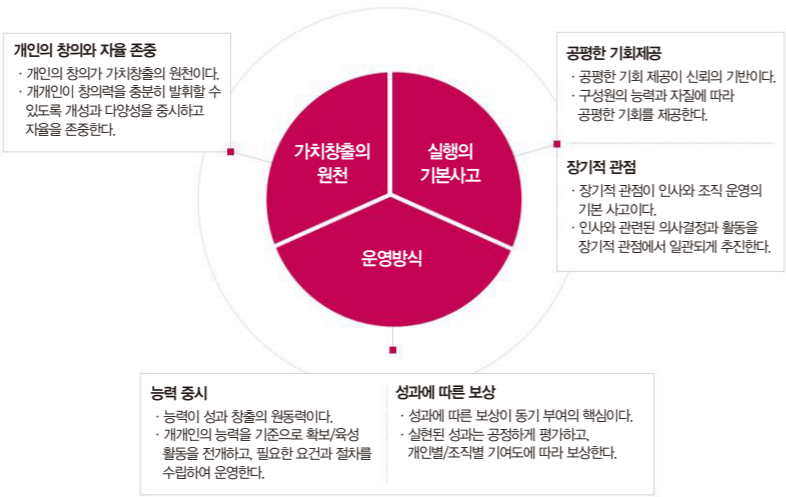 개인의 창의와 자율 존중
· 개인의 창의가 가치창출의 원천이다.
· 개개인이 창의력을 충분히 발휘할 수
있도록 개성과 다양성을 중시하고
자율을 존중한다.
가치창출의
원천
실행의
기본사고
운영방식
공평한 기회제공
· 공평한 기회 제공이 신뢰의 기반이다.
· 구성원의 능력과 자질에 따라
공평한 기회를 제공한다.
장기적 관점
· 장기적 관점이 인사와 조직 운영의
기본 사고이다.
· 인사와 관련된 의사결정과 활동을
장기적 관점에서 일관되게 추진한다.
능력 중시
· 능력이 성과 창출의 원동력이다.
· 개개인의 능력을 기준으로 확보/육성
활동을 전개하고, 필요한 요건과 절차를
수립하여 운영한다.
성과에 따른 보상
· 성과에 따른 보상이 동기 부여의 핵심이다.
· 실현된 성과는 공정하게 평가하고,
개인별/조직별 기여도에 따라 보상한다.